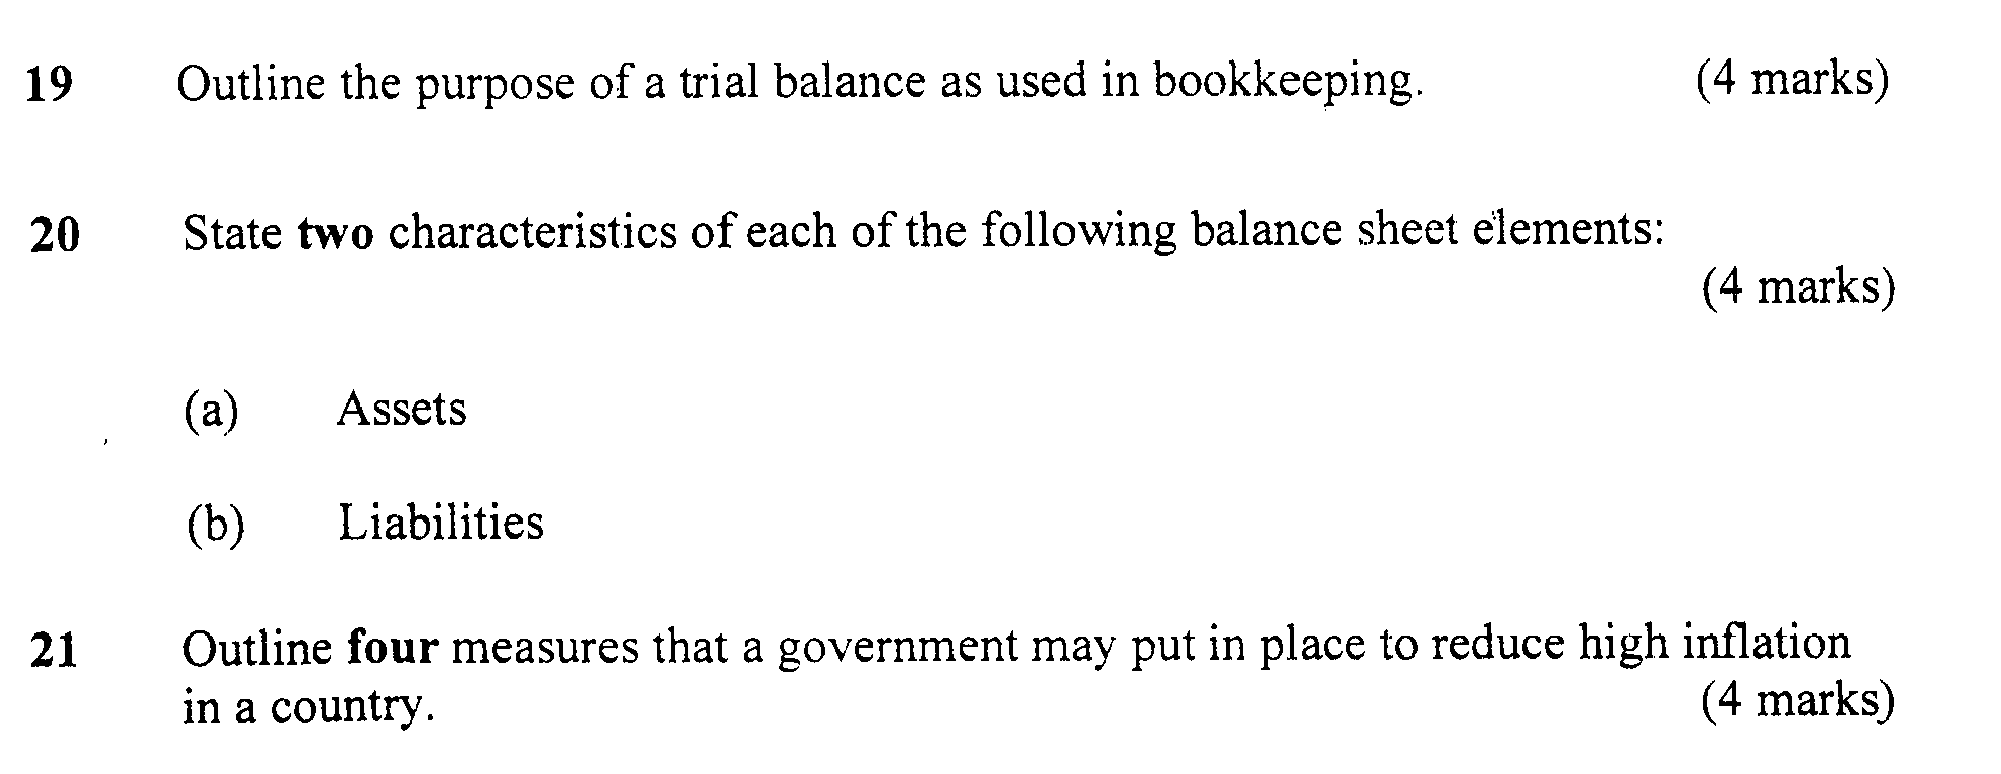 19 Outline the purpose of a trial balance as used in bookkeeping. (4 marks)
20 State two characteristics of each of the following balance sheet elements:
(4 marks)
(a) Assets
(b) Liabilities
21 Outline four measures that a government may put in place to reduce high inflation
in a country. (4 marks)